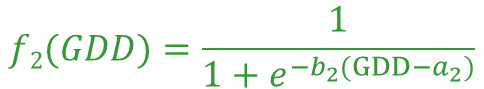 f₂(GDD) = 1 / (1 + e^(−b₂(GDD−a₂)))